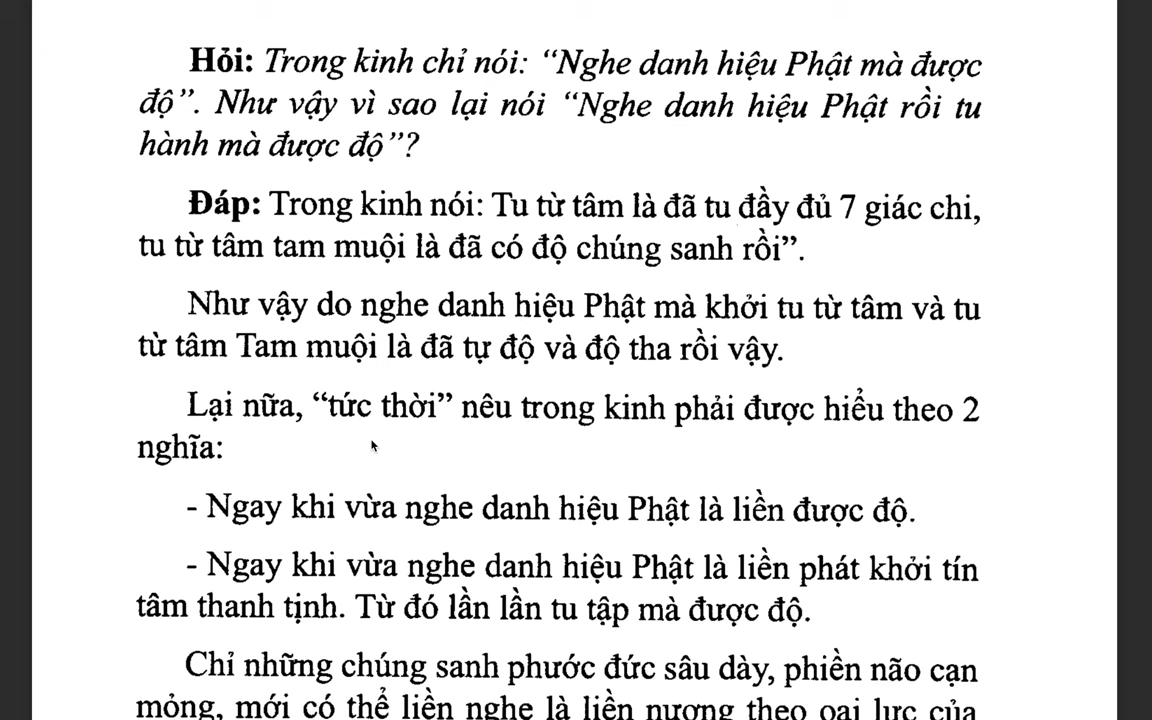 Hỏi: Trong kinh chỉ nói: “Nghe danh hiệu Phật mà được
độ”. Như vậy vì sao lại nói “Nghe danh hiệu Phật rồi tu
hành mà được độ”?
Đáp: Trong kinh nói: Tu từ tâm là đã tu đầy đủ 7 giác chi,
tu từ tâm tam muội là đã có độ chúng sanh rồi”.
Như vậy do nghe danh hiệu Phật mà khởi tu từ tâm và tu
từ tâm Tam muội là đã tự độ và độ tha rồi vậy.
Lại nữa, “tức thời” nêu trong kinh phải được hiểu theo 2
nghĩa:
- Ngay khi vừa nghe danh hiệu Phật là liền được độ.
- Ngay khi vừa nghe danh hiệu Phật là liền phát khởi tín
tâm thanh tịnh. Từ đó lần lần tu tập mà được độ.
Chỉ những chúng sanh phước đức sâu dày, phiền não cạn
mỏng, mới có thể liền nghe là liền nương theo oai lực của